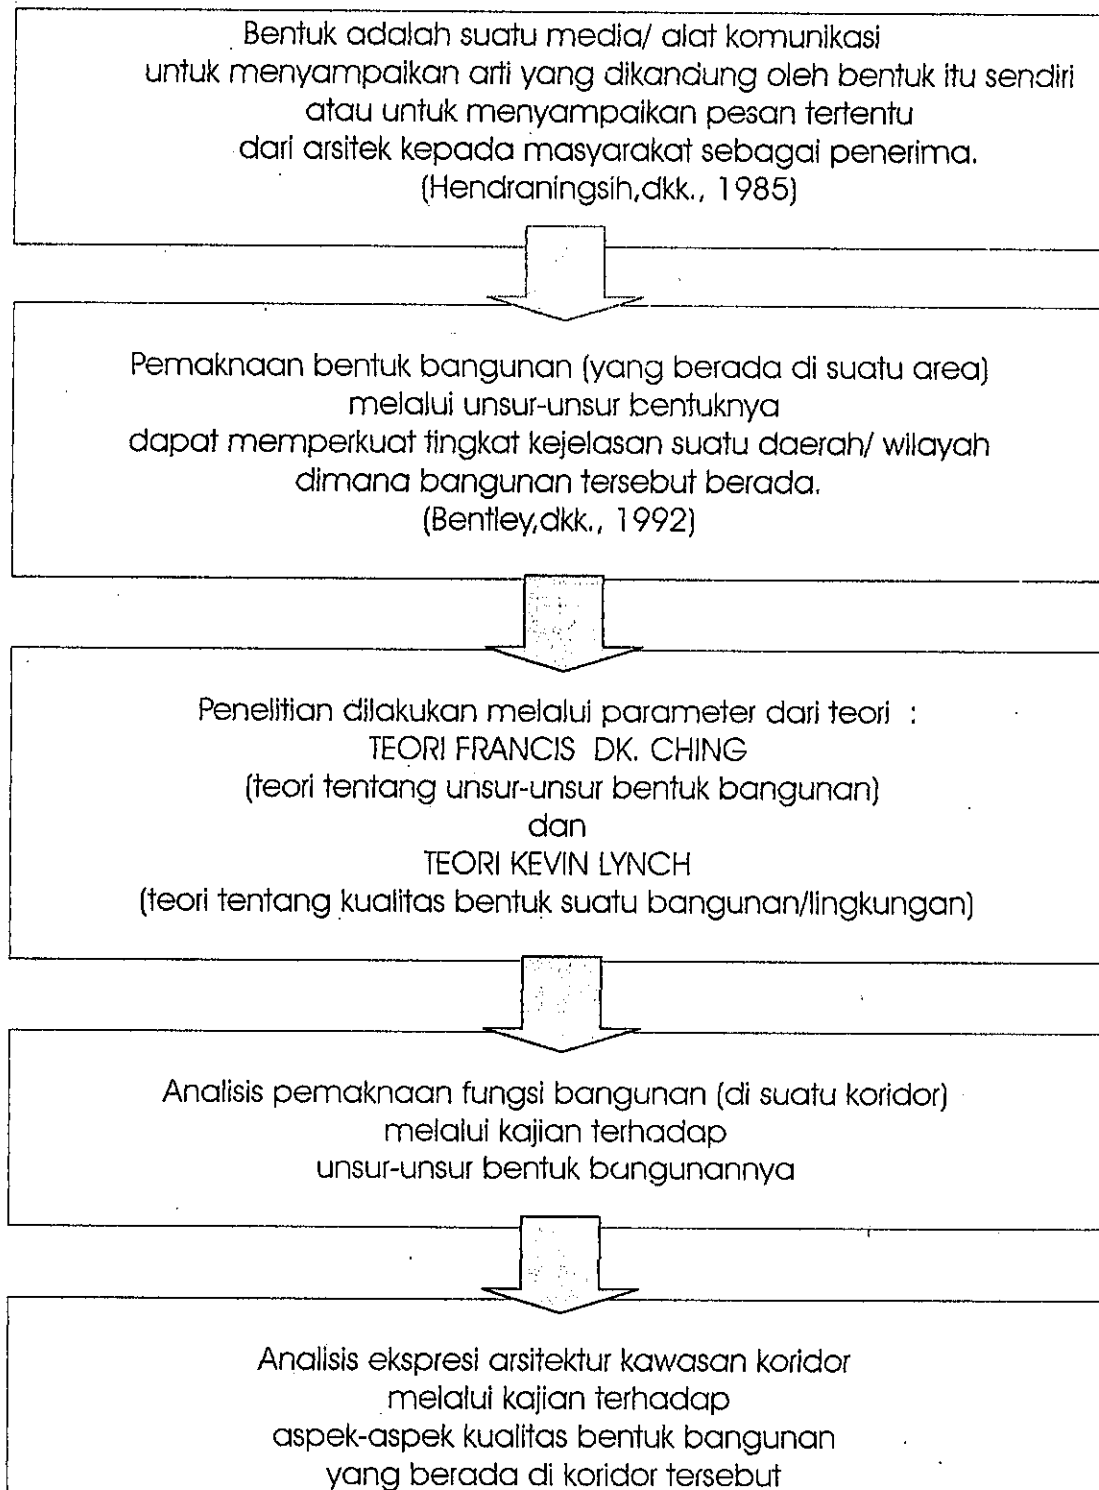 Bentuk adalah suatu media/ alat komunikasi
untuk menyampaikan arti yang dikandung oleh bentuk itu sendiri
atau untuk menyampaikan pesan tertentu
dari arsitek kepada masyarakat sebagai penerima.
(Hendraningsih,dkk., 1985)
Pemaknaan bentuk bangunan (yang berada di suatu area)
melalui unsur-unsur bentuknya
dapat memperkuat tingkat kejelasan suatu daerah/ wilayah
dimana bangunan tersebut berada.
(Bentley,dkk., 1992)
Penelitian dilakukan melalui parameter dari teori :
TEORI FRANCIS DK. CHING
(teori tentang unsur-unsur bentuk bangunan)
dan
TEORI KEVIN LYNCH
(teori tentang kualitas bentuk suatu bangunan/lingkungan)
Analisis pemaknaan fungsi bangunan (di suatu koridor)
melalui kajian terhadap
unsur-unsur bentuk bangunannya
Analisis ekspresi arsitektur kawasan koridor
melalui kajian terhadap
aspek-aspek kualitas bentuk bangunan
yang berada di koridor tersebut